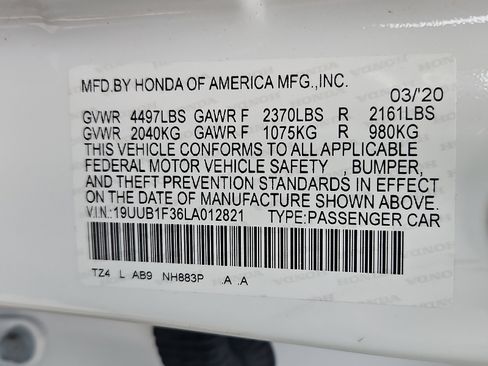 MFD.BY HONDA OF AMERICA MFG.,INC.
03/'20
GVWR 4497LBS GAWR F 2370LBS R 2161LBS
GVWR 2040KG GAWR F 1075KG R 980KG
THIS VEHICLE CONFORMS TO ALL APPLICABLE
FEDERAL MOTOR VEHICLE SAFETY , BUMPER,
AND THEFT PREVENTION STANDARDS IN EFFECT
ON THE DATE OF MANUFACTURE SHOWN ABOVE.
V.I.N: 19UUB1F36LA012821 TYPE:PASSENGER CAR
TZ4 L AB9 NH883P .A .A